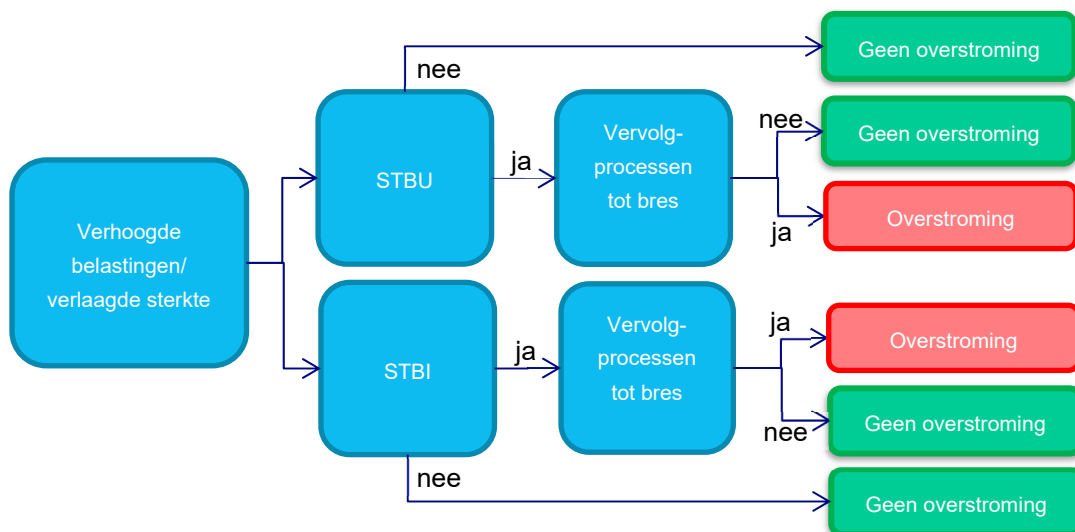 Geen overstroming
nee
Vervolg-
processen
tot bres
nee
Geen overstroming
STBU
ja
Overstroming
ja
Verhoogde
belastingen/
verlaagde sterkte
Vervolg-
processen
tot bres
ja
Overstroming
STBI
ja
nee
Geen overstroming
nee
Geen overstroming